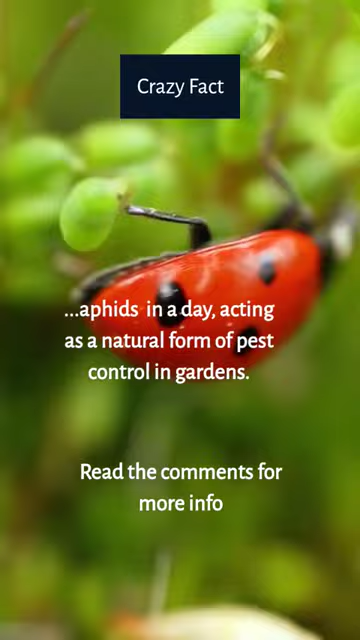 Crazy Fact
...aphids in a day, acting
as a natural form of pest
control in gardens.
Read the comments for
more info